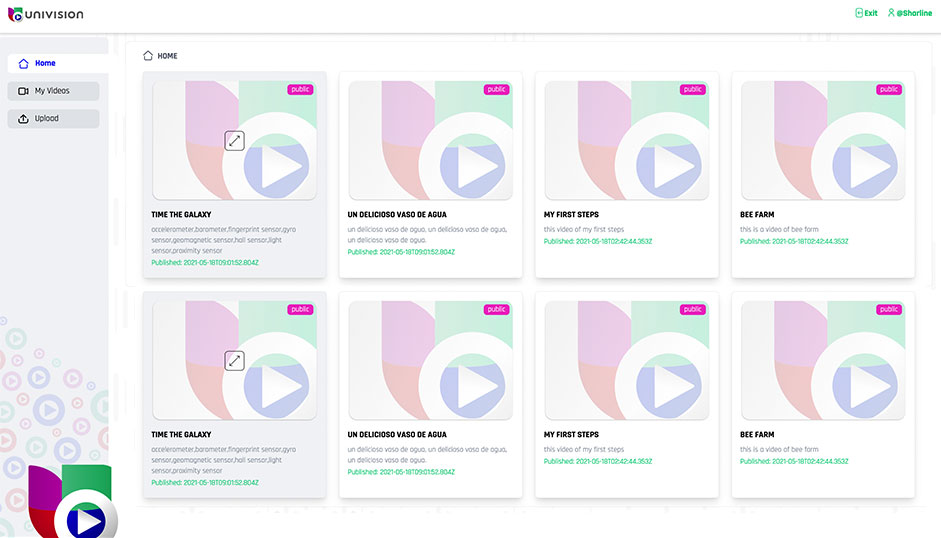 UNIVISION
Exit @Shorline
Home
My Videos
Upload
HOME
public
TIME THE GALAXY
accelerometer,barometer,fingerprint sensor,gyro
sensor,geomagnetic sensor,hall sensor,light
sensor,proximity sensor
Published: 2021-05-18T09:01:52.804Z
public
UN DELICIOSO VASO DE AGUA
un delicioso vaso de agua, un delicioso vaso de agua,
un delicioso vaso de agua.
Published: 2021-05-18T09:01:52.804Z
public
MY FIRST STEPS
this video of my first steps
Published: 2021-05-18T02:42:44.353Z
public
BEE FARM
this is a video of bee farm
Published: 2021-05-18T02:42:44.353Z
public
TIME THE GALAXY
accelerometer,barometer,fingerprint sensor,gyro
sensor,geomagnetic sensor,hall sensor,light
sensor,proximity sensor
Published: 2021-05-18T09:01:52.804Z
public
UN DELICIOSO VASO DE AGUA
un delicioso vaso de agua, un delicioso vaso de agua,
un delicioso vaso de agua.
Published: 2021-05-18T09:01:52.804Z
public
MY FIRST STEPS
this video of my first steps
Published: 2021-05-18T02:42:44.353Z
public
BEE FARM
this is a video of bee farm
Published: 2021-05-18T02:42:44.353Z